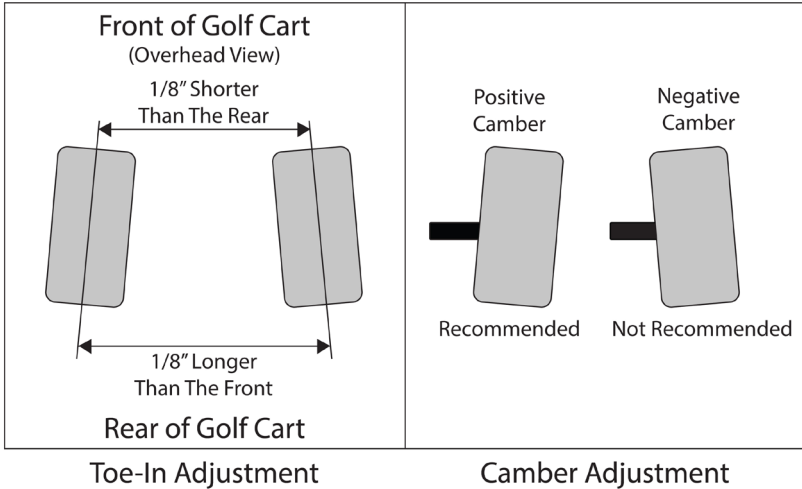 Front of Golf Cart
(Overhead View)
1/8” Shorter
Than The Rear
1/8” Longer
Than The Front
Rear of Golf Cart
Toe-In Adjustment
Positive
Camber
Negative
Camber
Recommended
Not Recommended
Camber Adjustment